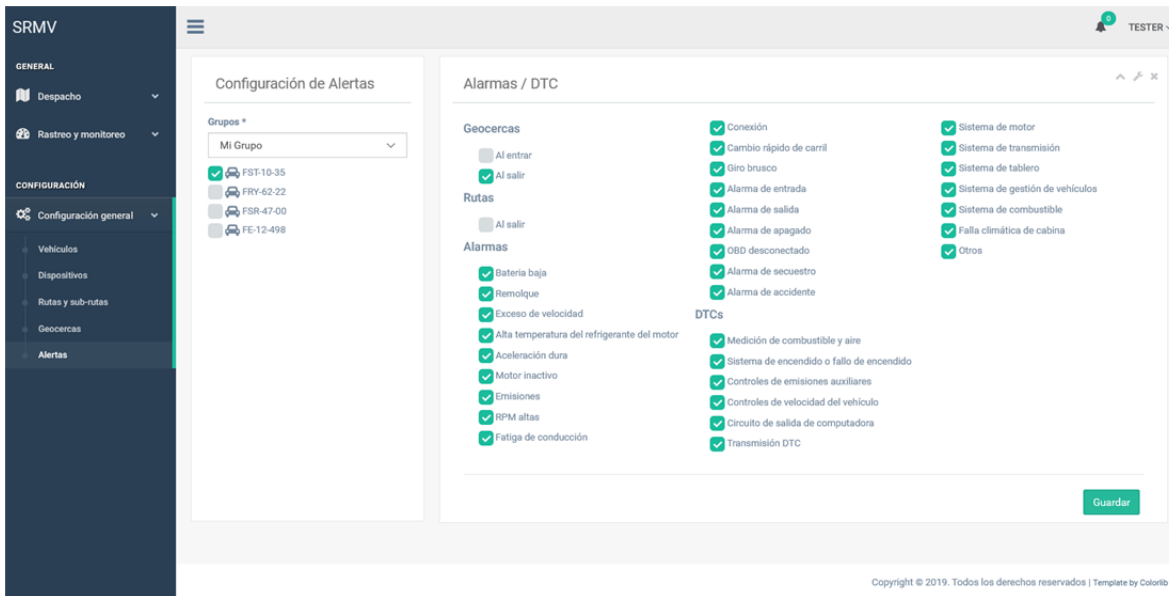 SRMV
0
TESTER
GENERAL
Despacho
Rastreo y monitoreo
CONFIGURACIÓN
Configuración general
Vehículos
Dispositivos
Rutas y sub-rutas
Geocercas
Alertas
Configuración de Alertas
Grupos *
Mi Grupo
FST-10-35
FRY-62-22
FSR-47-00
FE-12-498
Alarmas / DTC
Geocercas
Al entrar
Al salir
Rutas
Al salir
Alarmas
Bateria baja
Remolque
Exceso de velocidad
Alta temperatura del refrigerante del motor
Aceleración dura
Motor inactivo
Emisiones
RPM altas
Fatiga de conducción
Conexión
Cambio rápido de carril
Giro brusco
Alarma de entrada
Alarma de salida
Alarma de apagado
OBD desconectado
Alarma de secuestro
Alarma de accidente
DTCs
Medición de combustible y aire
Sistema de encendido o fallo de encendido
Controles de emisiones auxiliares
Controles de velocidad del vehículo
Circuito de salida de computadora
Transmisión DTC
Sistema de motor
Sistema de transmisión
Sistema de tablero
Sistema de gestión de vehículos
Sistema de combustible
Falla climática de cabina
Otros
Guardar
Copyright © 2019. Todos los derechos reservados | Template by Colorlib